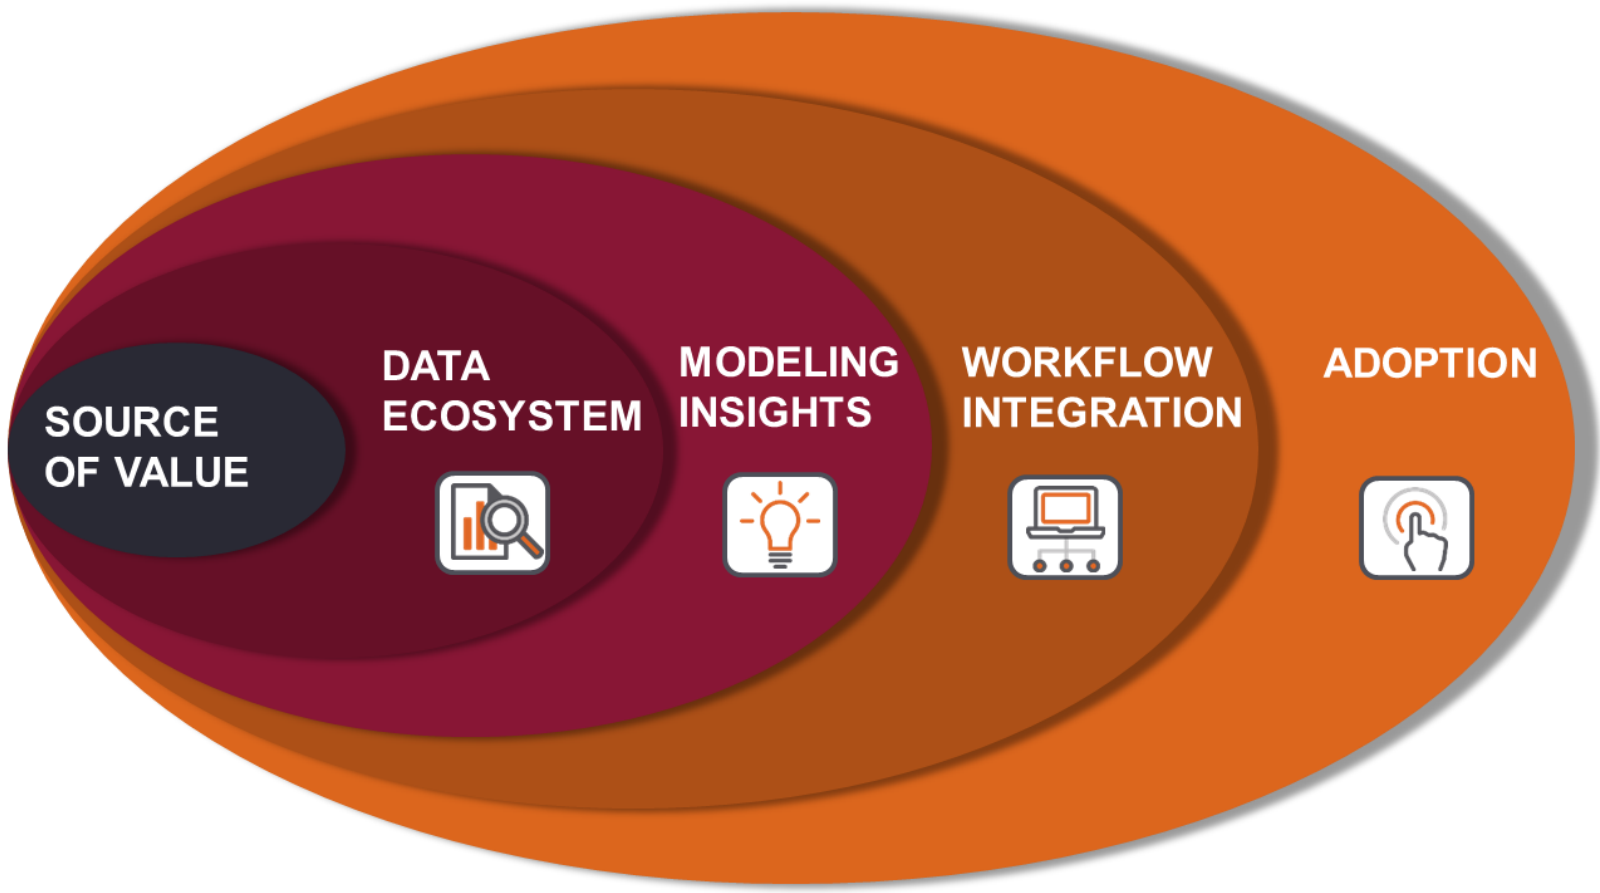 SOURCE
OF VALUE
DATA
ECOSYSTEM
MODELING
INSIGHTS
WORKFLOW
INTEGRATION
ADOPTION